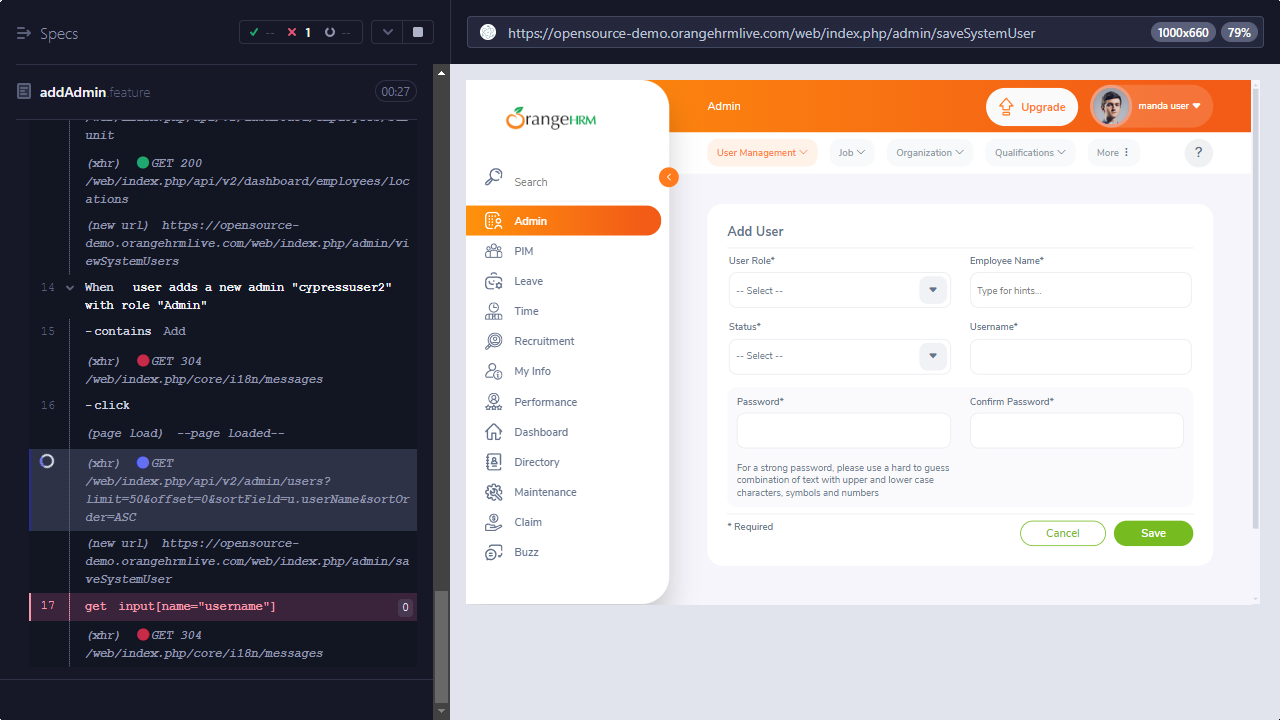 Specs
✓ -- ✕ 1 --
addAdmin.feature
00:27
unit
(xhr) GET 200
/web/index.php/api/v2/dashboard/employees/loc
ations
(new url) https://opensource-
demo.orangehrmlive.com/web/index.php/admin/vi
ewSystemUsers
14 When user adds a new admin "cypressuser2"
with role "Admin"
15 -contains Add
(xhr) GET 304
/web/index.php/core/i18n/messages
16 -click
(page load) --page loaded--
(xhr) GET
/web/index.php/api/v2/admin/users?
limit=50&offset=0&sortField=u.userName&sortOr
der=ASC
(new url) https://opensource-
demo.orangehrmlive.com/web/index.php/admin/sa
veSystemUser
17 get input[name="username"] 0
(xhr) GET 304
/web/index.php/core/i18n/messages
https://opensource-demo.orangehrmlive.com/web/index.php/admin/saveSystemUser
1000x660 79%
OrangeHRM
Search
Admin
PIM
Leave
Time
Recruitment
My Info
Performance
Dashboard
Directory
Maintenance
Claim
Buzz
Admin
Upgrade
manda user
User Management Job Organization Qualifications More ?
Add User
User Role* Employee Name*
-- Select -- Type for hints...
Status* Username*
-- Select --
Password* Confirm Password*
For a strong password, please use a hard to guess
combination of text with upper and lower case
characters, symbols and numbers
* Required
Cancel Save